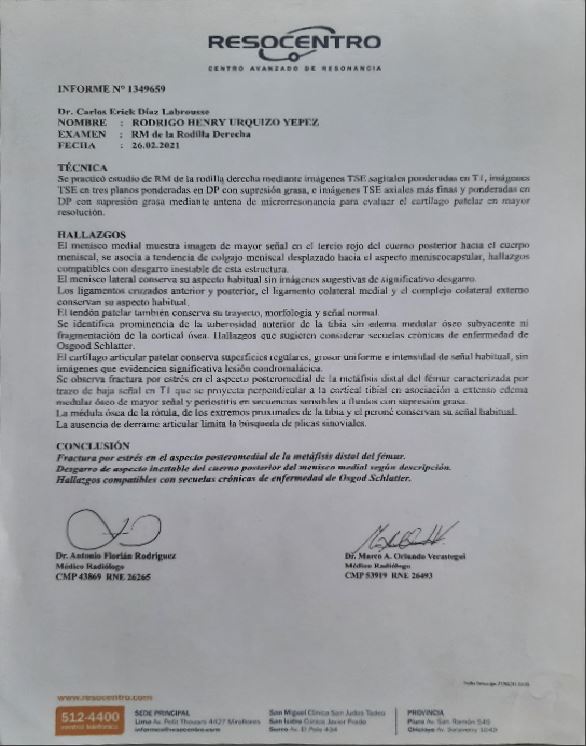 RESOCENTRO
CENTRO AVANZADO DE RESONANCIA
INFORME Nº 1349659
Dr. Carlos Erick Díaz Labrousse
NOMBRE : RODRIGO HENRY URQUIZO YEPEZ
EXAMEN : RM de la Rodilla Derecha
FECHA : 26.02.2021
TÉCNICA
Se practicó estudio de RM de la rodilla derecha mediante imágenes TSE sagitales ponderadas en T1, imágenes
TSE en tres planos ponderadas en DP con supresión grasa, e imágenes TSE axiales más finas y ponderadas
en DP con supresión grasa mediante antena de microrresonancia para evaluar el cartílago patelar en mayor
resolución.
HALLAZGOS
El menisco medial muestra imagen de mayor señal en el tercio rojo del cuerno posterior hacia el cuerpo
meniscal, se asocia a tendencia de colgajo meniscal desplazado hacia el aspecto meniscocapsular, hallazgos
compatibles con desgarro inestable de esta estructura.
El menisco lateral conserva su aspecto habitual sin imágenes sugestivas de significativo desgarro.
Los ligamentos cruzados anterior y posterior, el ligamento colateral medial y el complejo colateral externo
conservan su aspecto habitual.
El tendón patelar también conserva su trayecto, morfología y señal normal.
Se identifica prominencia de la tuberosidad anterior de la tibia sin edema medular óseo subyacente ni
fragmentación de la cortical ósea. Hallazgos que sugieren considerar secuelas crónicas de enfermedad de
Osgood Schlatter.
El cartílago articular patelar conserva superficies regulares, grosor uniforme e intensidad de señal habitual, sin
imágenes que evidencien significativa lesión condromalácica.
Se observa fractura por estrés en el aspecto posteromedial de la metáfisis distal del fémur caracterizada por
trazo de baja señal en T1 que se proyecta perpendicular a la cortical tibial en asociación a extenso edema
medular óseo de mayor señal y periostitis en secuencias sensibles a fluidos con supresión grasa.
La médula ósea de la rótula, de los extremos proximales de la tibia y el peroné conservan su señal habitual.
La ausencia de derrame articular limita la búsqueda de plicas sinoviales.
CONCLUSIÓN
Fractura por estrés en el aspecto posteromedial de la metáfisis distal del fémur.
Desgarro de aspecto inestable del cuerno posterior del menisco medial según descripción.
Hallazgos compatibles con secuelas crónicas de enfermedad de Osgod Schlatter.
Dr. Antonio Florián Rodríguez
Médico Radiólogo
CMP 43869 RNE 26265
Dr. Marco A. Orlando Verastegui
Médico Radiólogo
CMP 53919 RNE 26493
www.resocentro.com
512-4400
central telefónica
SEDE PRINCIPAL
Lima Av. Petit Thouars 4427 Miraflores
informes@resocentro.com
San Miguel Clínica San Judas Tadeo
San Isidro Clínica Javier Prado
Surco Av. El Polo 434
PROVINCIA
Piura Av. San Ramón 545
Chiclayo Av.